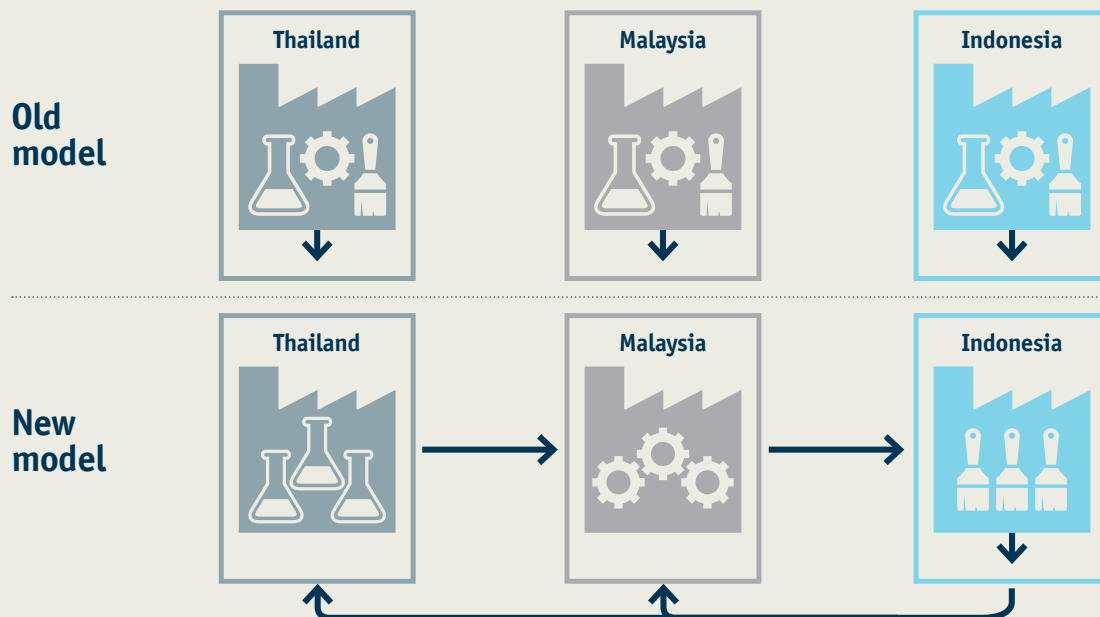 Thailand
Malaysia
Indonesia
Old
model
Thailand
Malaysia
Indonesia
New
model